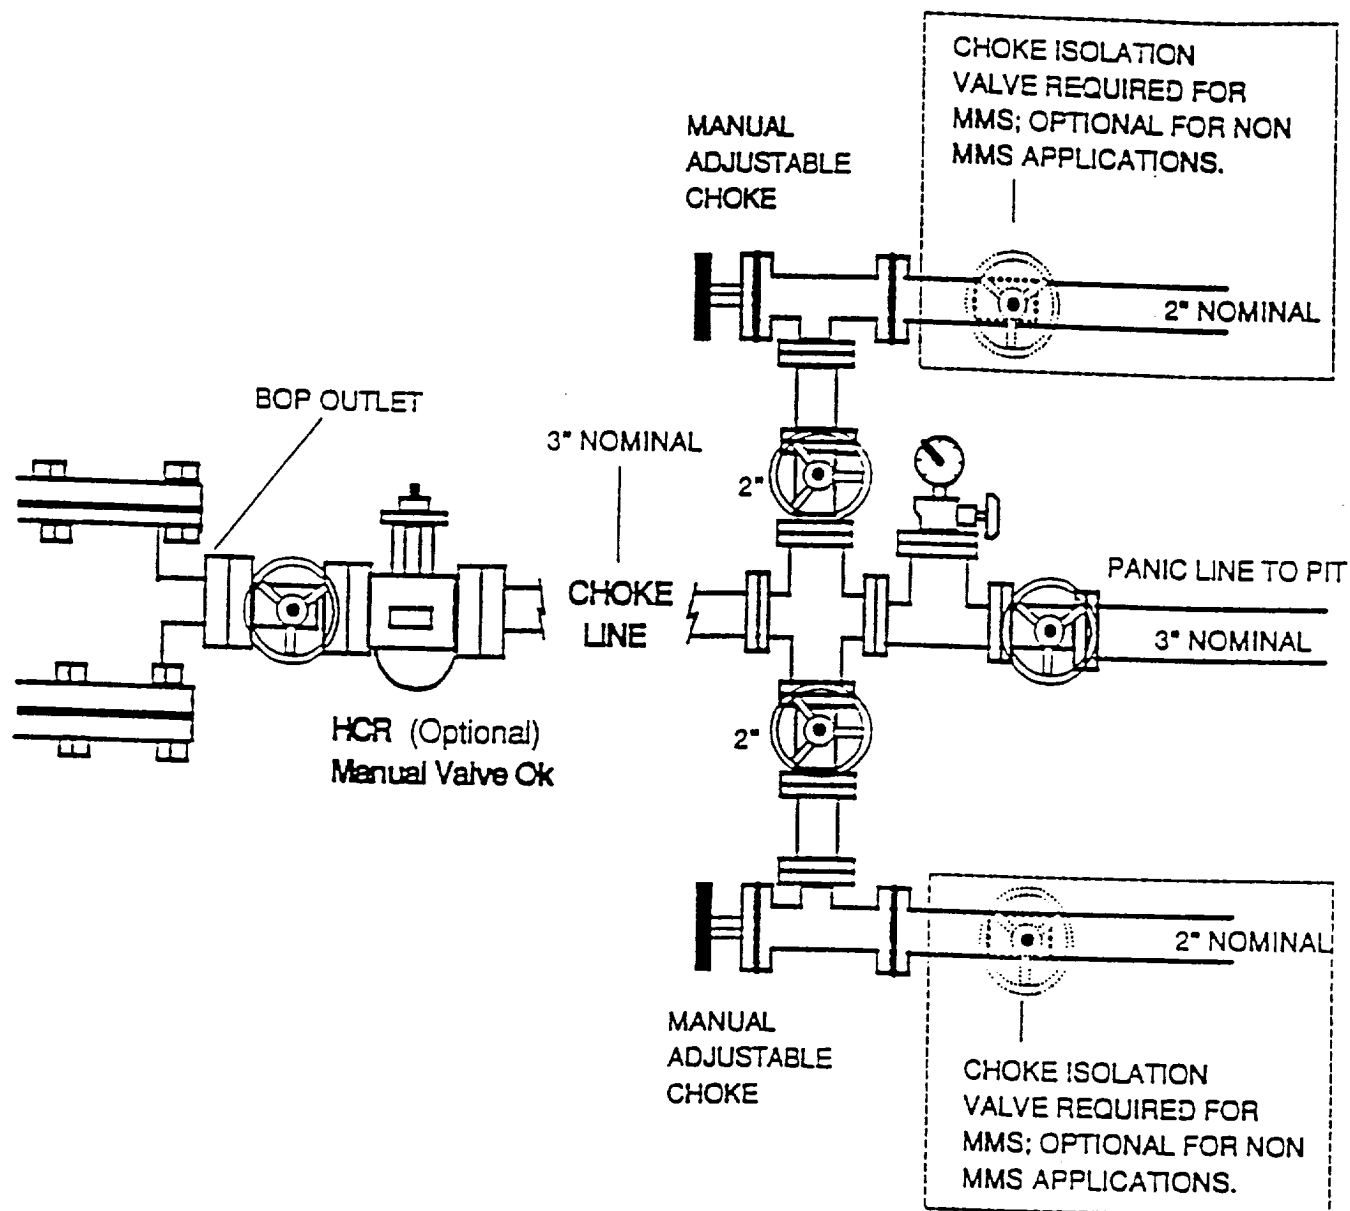 CHOKE ISOLATION
VALVE REQUIRED FOR
MMS; OPTIONAL FOR NON
MMS APPLICATIONS.
MANUAL
ADJUSTABLE
CHOKE
2" NOMINAL
BOP OUTLET
3" NOMINAL
2"
CHOKE
LINE
PANIC LINE TO PIT
3" NOMINAL
HCR (Optional)
Manual Valve Ok
2"
2" NOMINAL
MANUAL
ADJUSTABLE
CHOKE
CHOKE ISOLATION
VALVE REQUIRED FOR
MMS; OPTIONAL FOR NON
MMS APPLICATIONS.